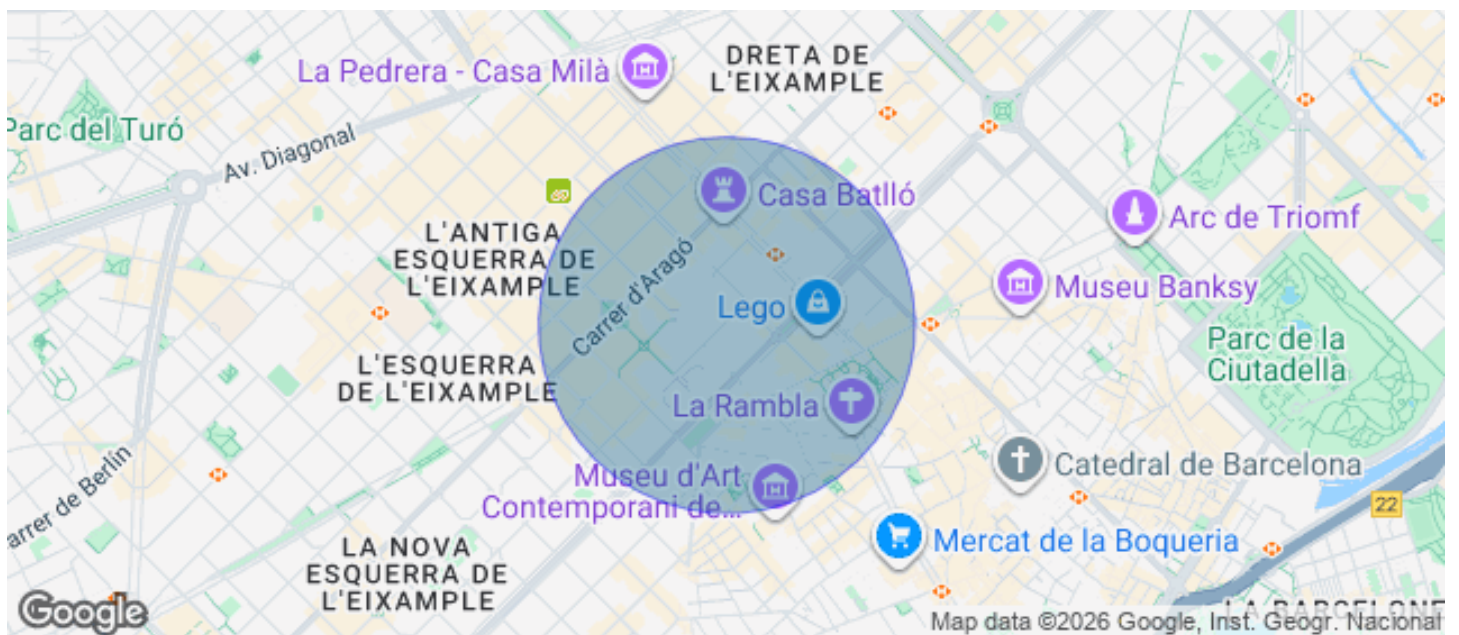 La Pedrera - Casa Milà
DRETA DE
L'EIXAMPLE
Parc del Turó
Av. Diagonal
Casa Batlló
Arc de Triomf
L'ANTIGA
ESQUERRA DE
L'EIXAMPLE
Carrer d'Aragó
Lego
Museu Banksy
Parc de la
Ciutadella
L'ESQUERRA
DE L'EIXAMPLE
La Rambla
Carrer de Berlín
Museu d'Art
Contemporani de...
Catedral de Barcelona
22
Mercat de la Boqueria
LA NOVA
ESQUERRA DE
L'EIXAMPLE
LA BARCELONE
Google
Map data ©2026 Google, Inst. Geogr. Nacional